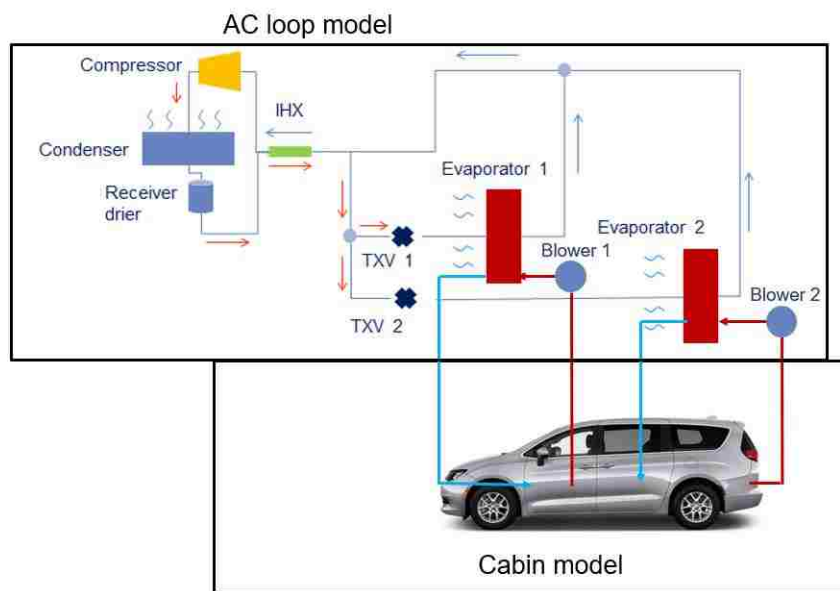 AC loop model
Compressor
IHX
Condenser
Evaporator 1
Receiver
drier
Evaporator 2
Blower 1
TXV 1
Blower 2
TXV 2
Cabin model